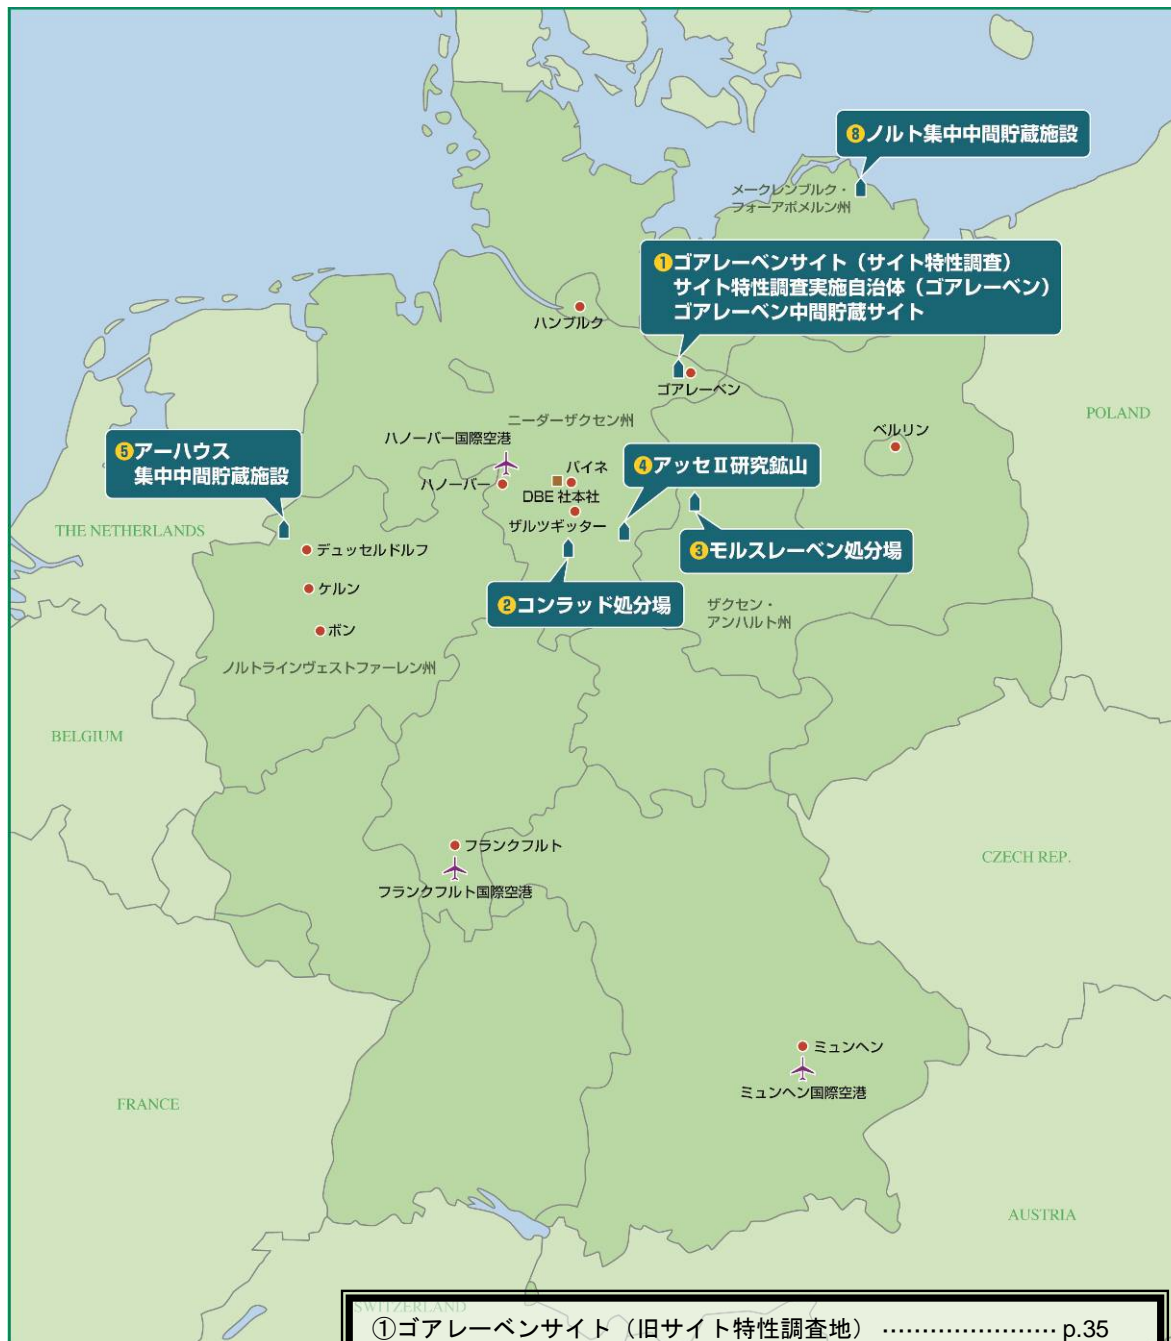 ❽ノルト集中中間貯蔵施設
メークレンブルク・
フォーアポメルン州
❶ゴアレーベンサイト（サイト特性調査）
サイト特性調査実施自治体（ゴアレーベン）
ゴアレーベン中間貯蔵サイト
ハンブルク
ゴアレーベン
POLAND
ニーダーザクセン州
ベルリン
ハノーバー国際空港
❺アーハウス
集中中間貯蔵施設
❹アッセⅡ研究鉱山
パイネ
ハノーバー
DBE 社本社
ザルツギッター
THE NETHERLANDS
デュッセルドルフ
❸モルスレーベン処分場
ケルン
❷コンラッド処分場
ザクセン・
アンハルト州
ボン
ノルトラインヴェストファーレン州
BELGIUM
フランクフルト
CZECH REP.
フランクフルト国際空港
ミュンヘン
ミュンヘン国際空港
FRANCE
AUSTRIA
SWITZERLAND
①ゴアレーベンサイト（旧サイト特性調査地）…………………… p.35